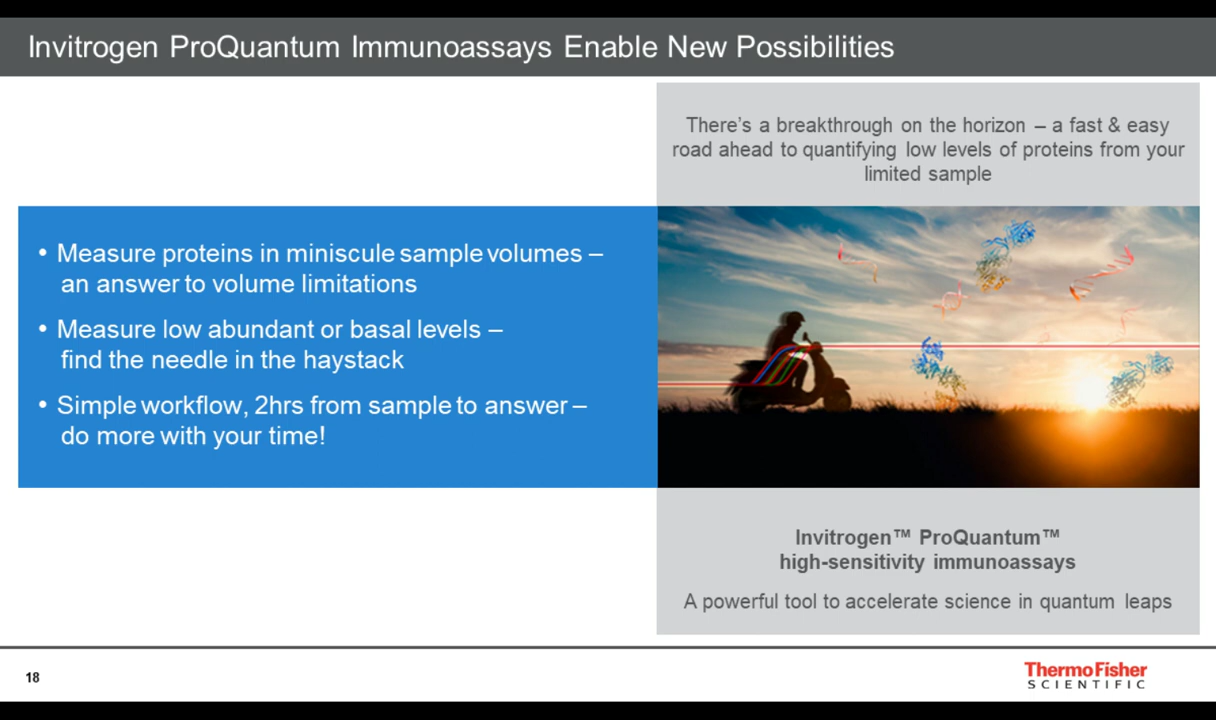 Invitrogen ProQuantum Immunoassays Enable New Possibilities
There's a breakthrough on the horizon – a fast & easy
road ahead to quantifying low levels of proteins from your
limited sample
• Measure proteins in miniscule sample volumes –
an answer to volume limitations
• Measure low abundant or basal levels –
find the needle in the haystack
• Simple workflow, 2hrs from sample to answer –
do more with your time!
Invitrogen™ ProQuantum™
high-sensitivity immunoassays
A powerful tool to accelerate science in quantum leaps
18
ThermoFisher
SCIENTIFIC